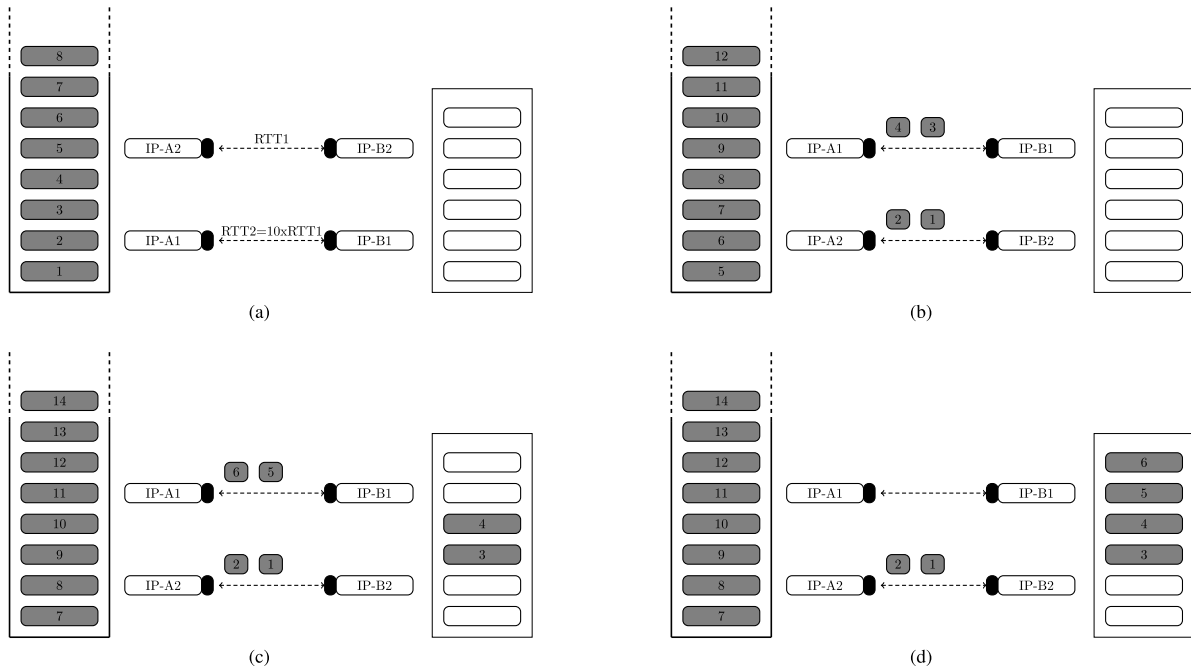 8
7
6
5
4
3
2
1
IP-A2
RTT1
IP-B2
IP-A1
RTT2=10xRTT1
IP-B1
(a)
12
11
10
9
8
7
6
5
4 3
IP-A1
IP-B1
2 1
IP-A2
IP-B2
(b)
14
13
12
11
10
9
8
7
6 5
IP-A1
IP-B1
2 1
IP-A2
IP-B2
4
3
(c)
14
13
12
11
10
9
8
7
IP-A1
IP-B1
2 1
IP-A2
IP-B2
6
5
4
3
(d)